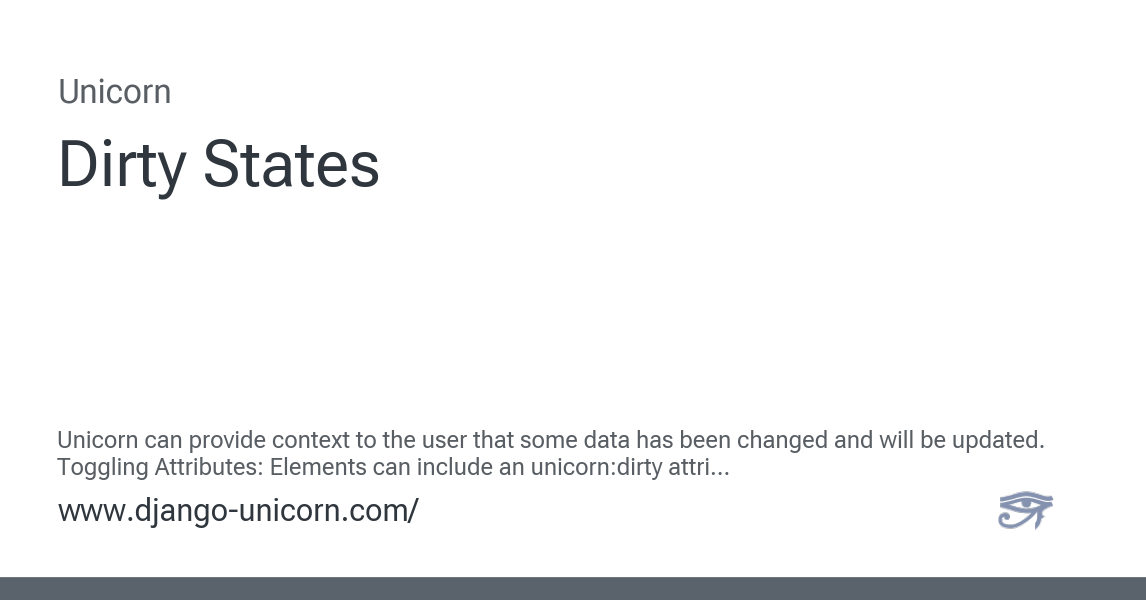 Unicorn
Dirty States
Unicorn can provide context to the user that some data has been changed and will be updated.
Toggling Attributes: Elements can include an unicorn:dirty attri...
www.django-unicorn.com/